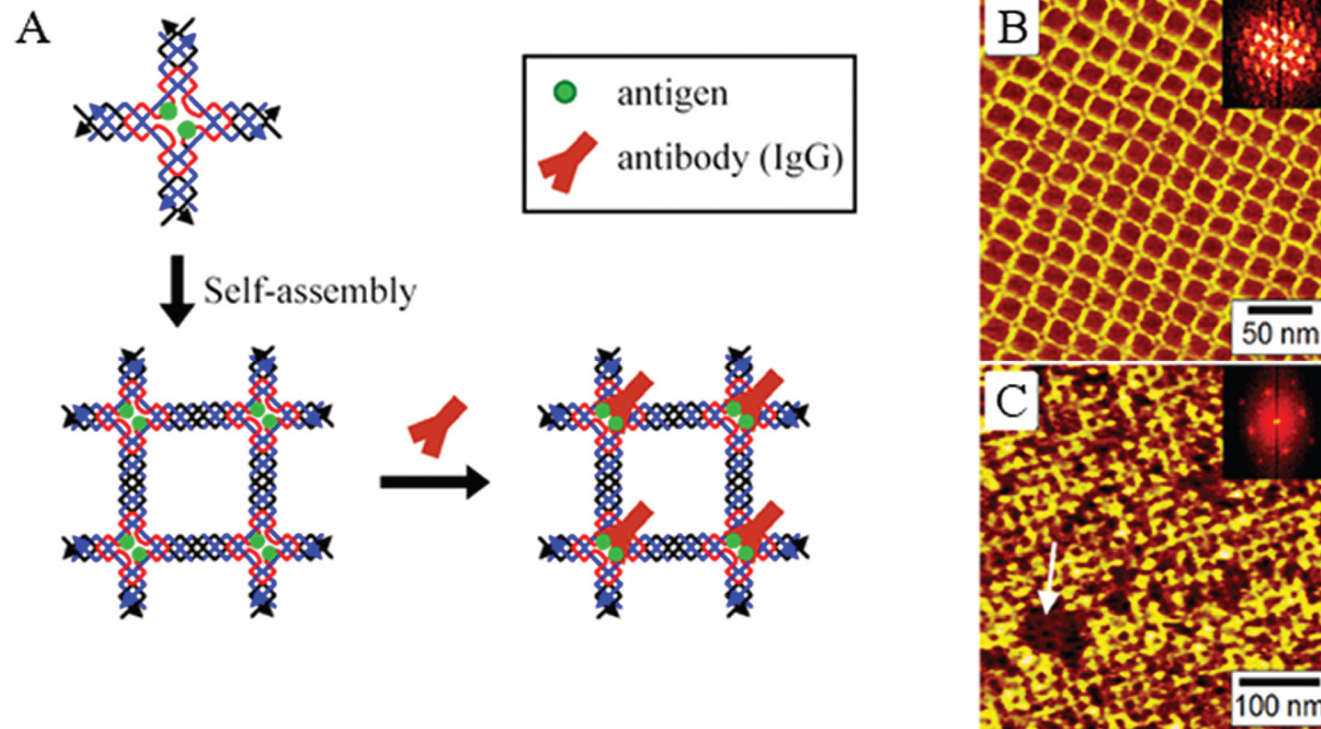 A
antigen
antibody (IgG)
Self-assembly
B
50 nm
C
100 nm